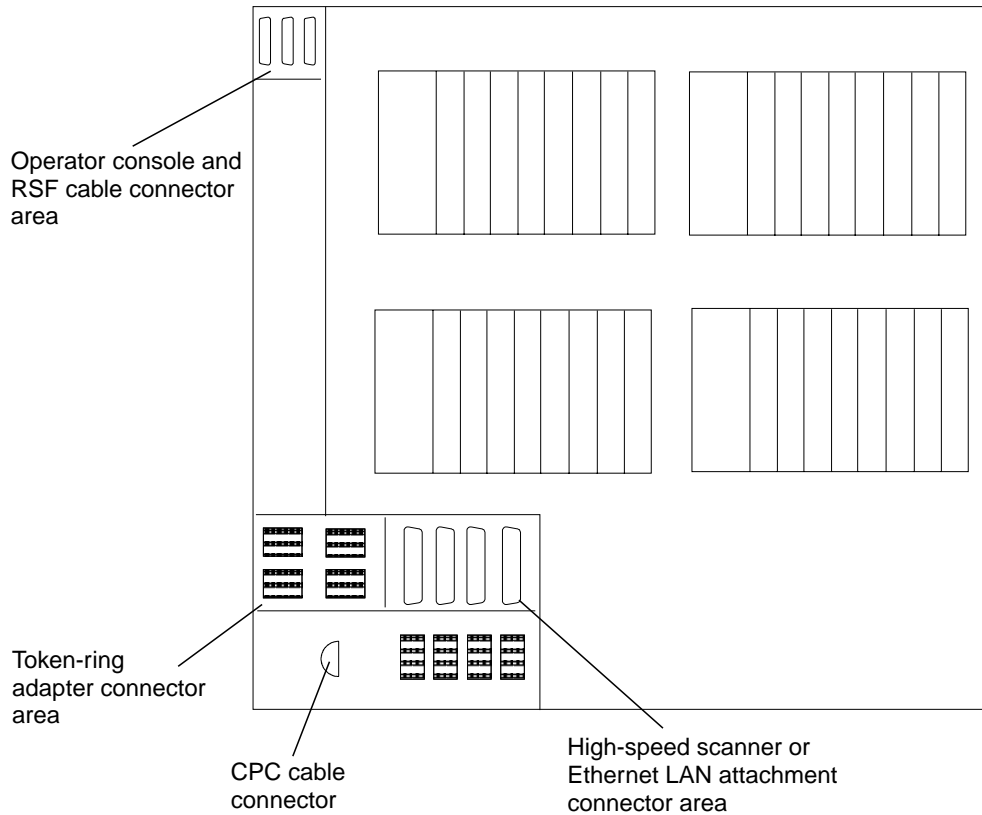 Operator console and
RSF cable connector
area
Token-ring
adapter connector
area
CPC cable
connector
High-speed scanner or
Ethernet LAN attachment
connector area